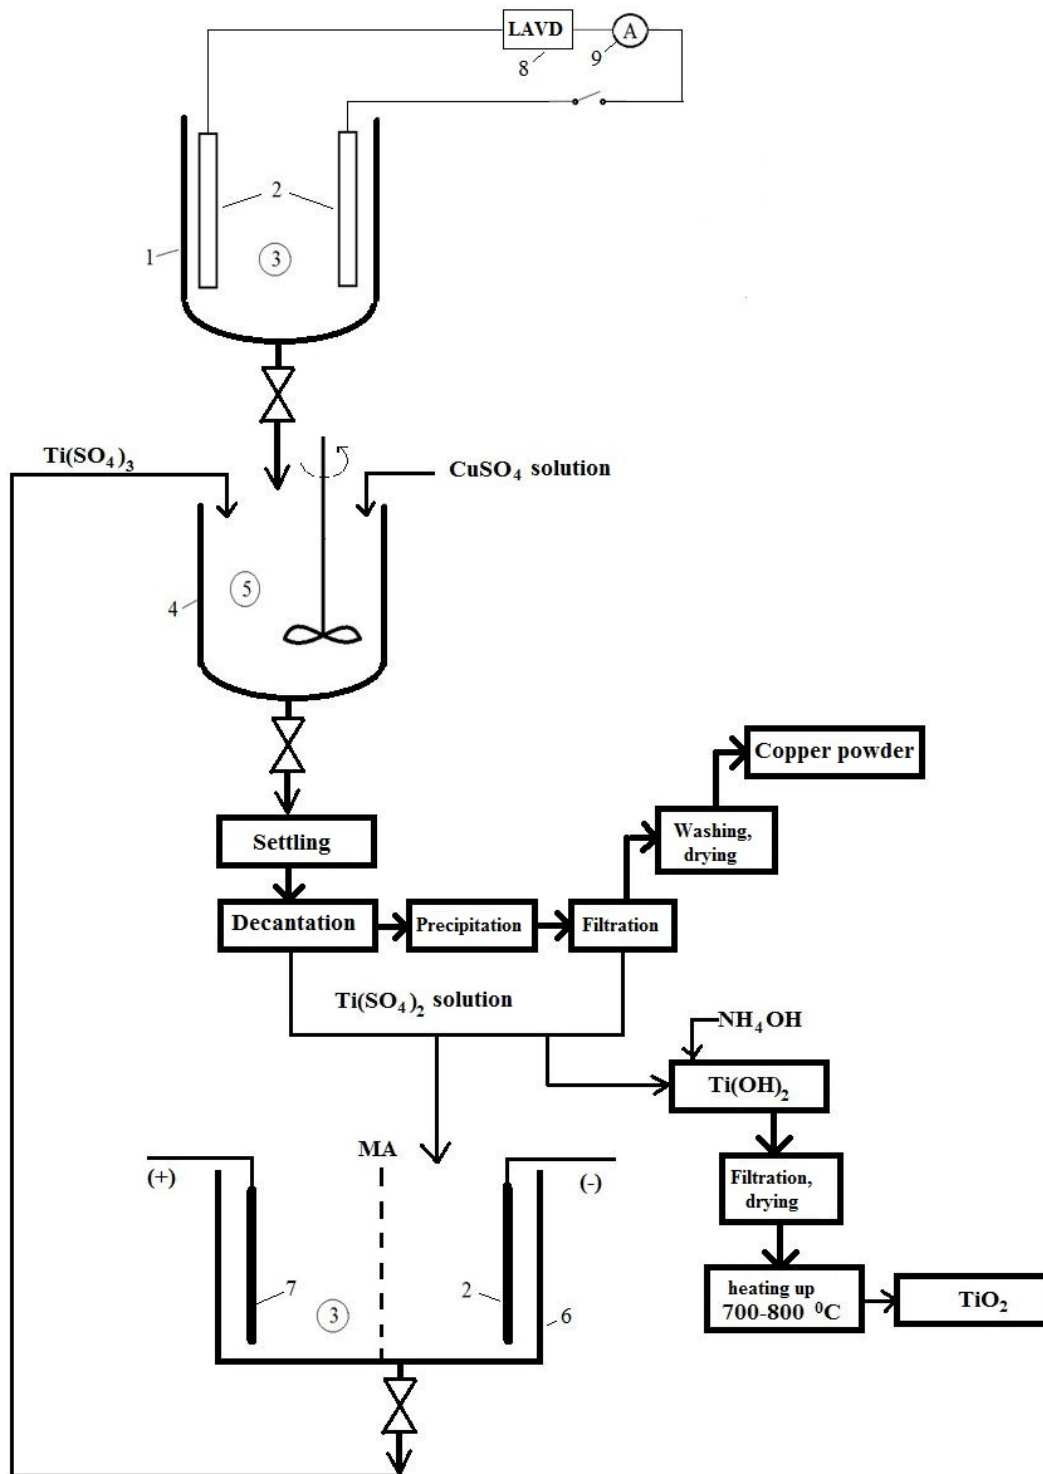 LAVD
A
8
9
2
1
3
Ti(SO₄)₃
CuSO₄ solution
5
4
Copper powder
Washing,
drying
Settling
Decantation
Precipitation
Filtration
Ti(SO₄)₂ solution
NH₄OH
Ti(OH)₂
MA
(+)
(-)
Filtration,
drying
7
2
3
6
heating up
700-800 ⁰C
TiO₂